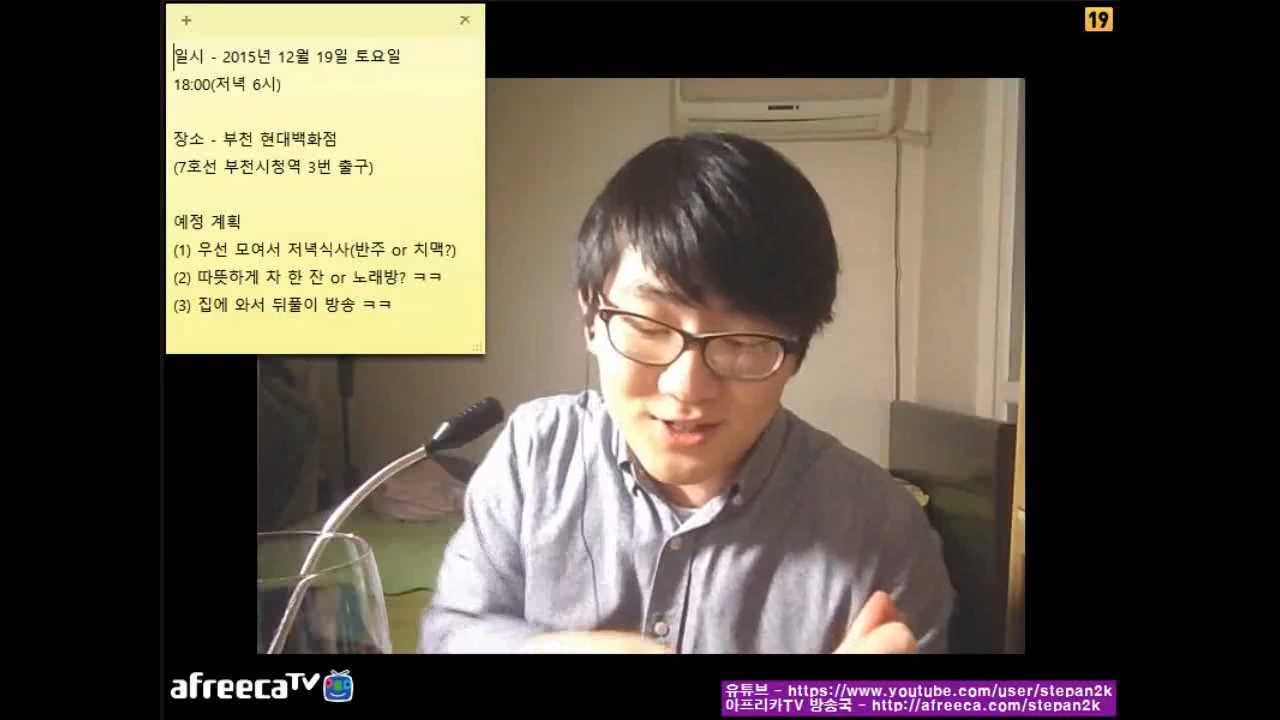 19
일시 - 2015년 12월 19일 토요일
18:00(저녁 6시)
장소 - 부천 현대백화점
(7호선 부천시청역 3번 출구)
예정 계획
(1) 우선 모여서 저녁식사(반주 or 치맥?)
(2) 따뜻하게 차 한 잔 or 노래방? ㅋㅋ
(3) 집에 와서 뒤풀이 방송 ㅋㅋ
afreecaTV
유튜브 - https://www.youtube.com/user/stepan2k
아프리카TV 방송국 - http://afreeca.com/stepan2k